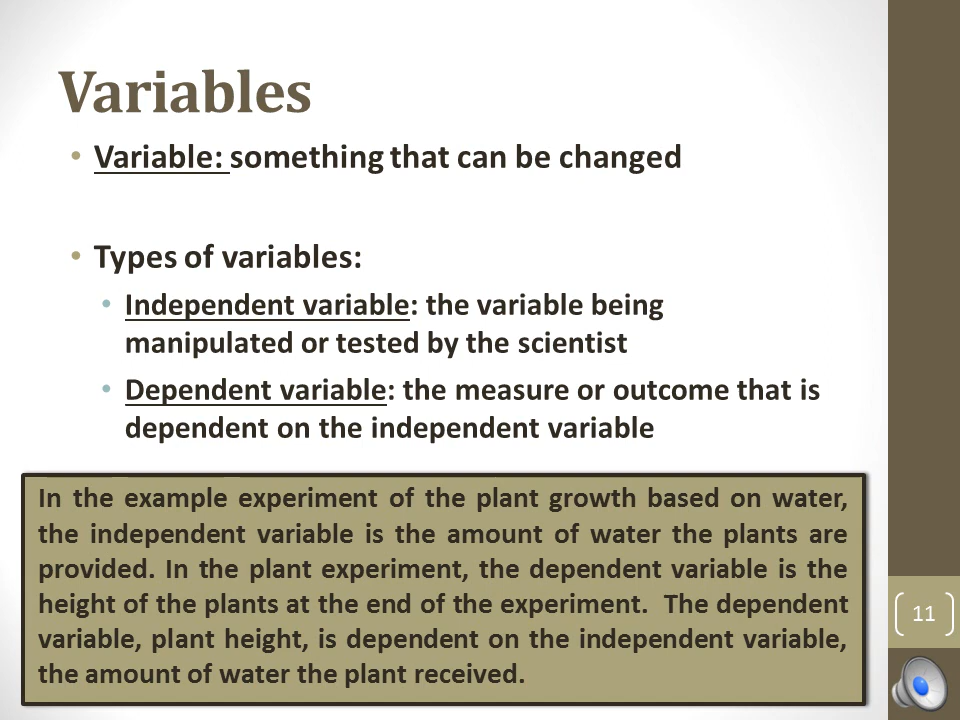 Variables
• Variable: something that can be changed
• Types of variables:
• Independent variable: the variable being
manipulated or tested by the scientist
• Dependent variable: the measure or outcome that is
dependent on the independent variable
In the example experiment of the plant growth based on water,
the independent variable is the amount of water the plants are
provided. In the plant experiment, the dependent variable is the
height of the plants at the end of the experiment.  The dependent
variable, plant height, is dependent on the independent variable,
the amount of water the plant received.
11